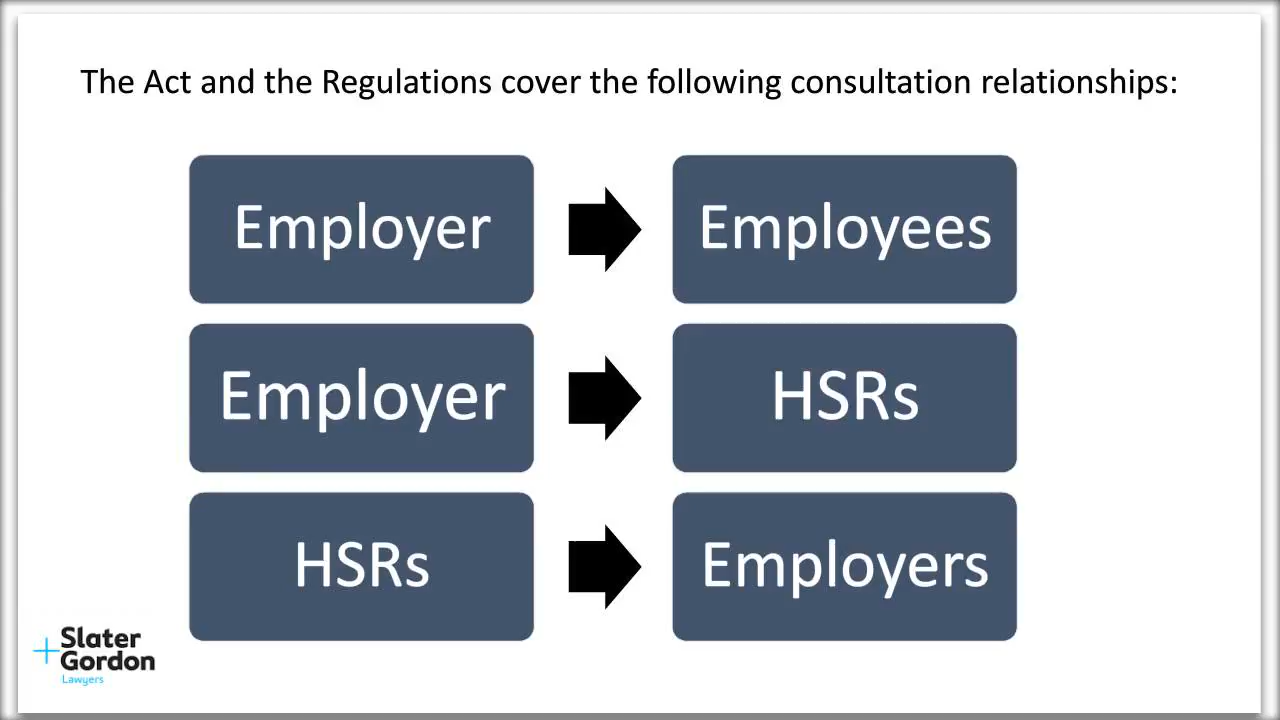 The Act and the Regulations cover the following consultation relationships:
Employer
Employees
Employer
HSRs
HSRs
Employers
Slater
Gordon
Lawyers